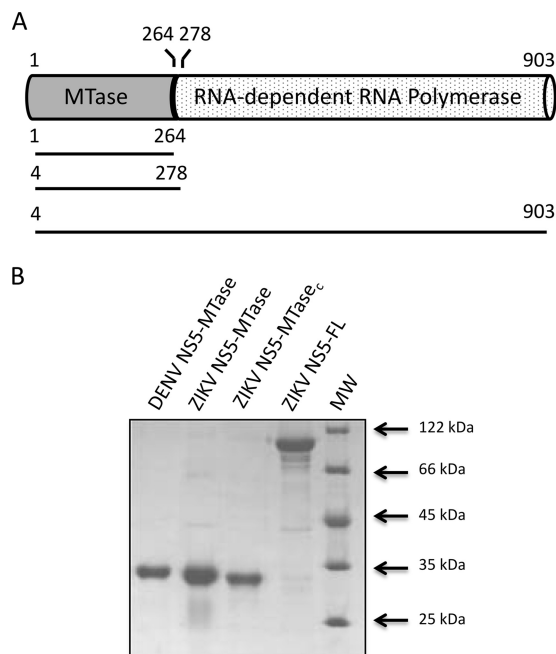 A
264 278
1 903
MTase RNA-dependent RNA Polymerase
1 264
4 278
4 903
B
DENV NS5-MTase
ZIKV NS5-MTase
ZIKV NS5-MTasec
ZIKV NS5-FL
MW
122 kDa
66 kDa
45 kDa
35 kDa
25 kDa